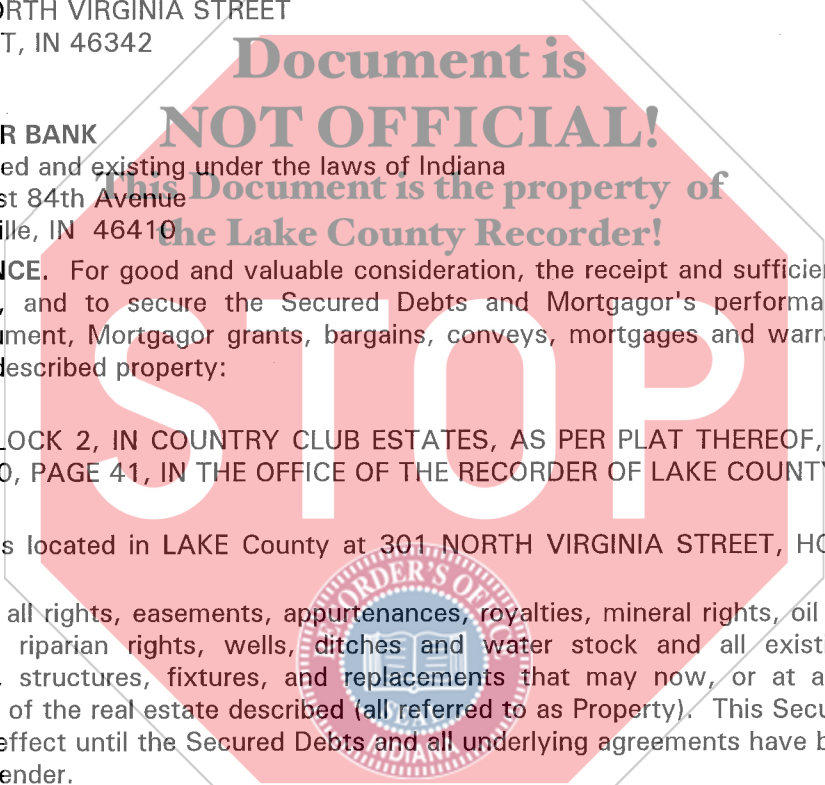 ORTH VIRGINIA STREET
T, IN 46342
Document is
NOT OFFICIAL!
R BANK
ed and existing under the laws of Indiana
This Document is the property of
st 84th Avenue
ille, IN 46410
the Lake County Recorder!
NCE. For good and valuable consideration, the receipt and sufficie
, and to secure the Secured Debts and Mortgagor's performa
ument, Mortgagor grants, bargains, conveys, mortgages and warr
described property:
LOCK 2, IN COUNTRY CLUB ESTATES, AS PER PLAT THEREOF,
0, PAGE 41, IN THE OFFICE OF THE RECORDER OF LAKE COUNTY
STOP
s located in LAKE County at 301 NORTH VIRGINIA STREET, HO
RECORDER'S OFFICE
all rights, easements, appurtenances, royalties, mineral rights, oil
riparian rights, wells, ditches and water stock and all existi
, structures, fixtures, and replacements that may now, or at a
of the real estate described (all referred to as Property). This Secu
effect until the Secured Debts and all underlying agreements have b
INDIANA
ender.